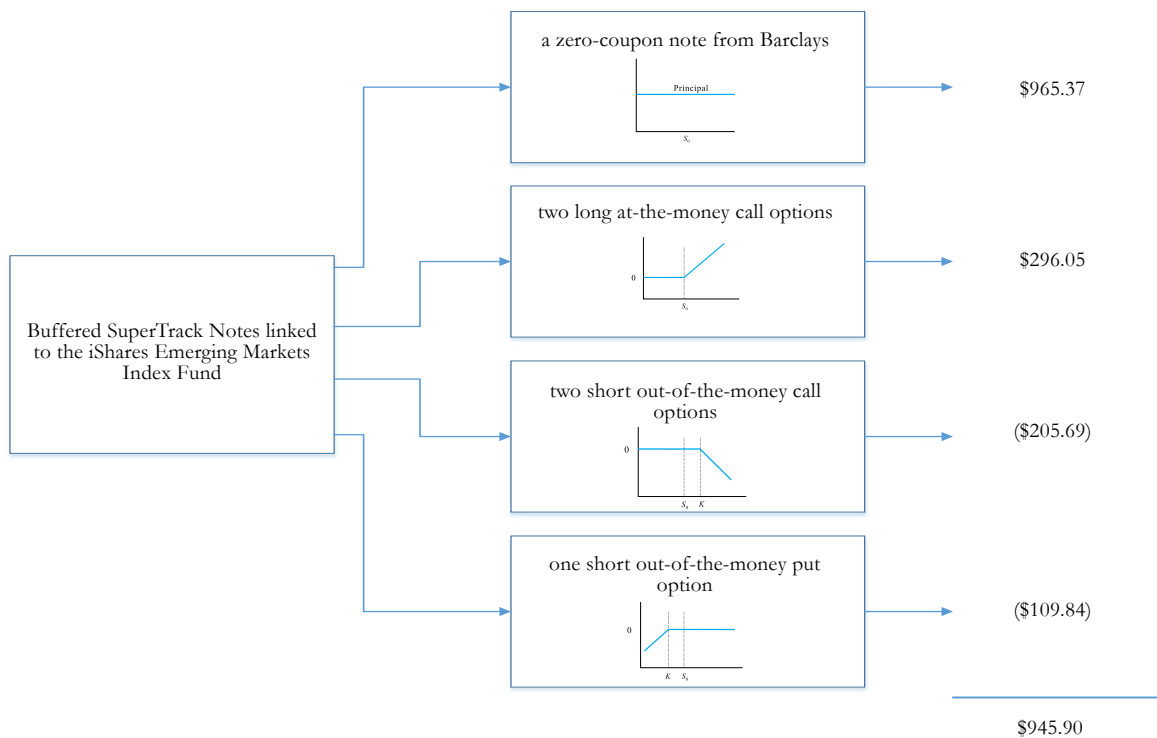 a zero-coupon note from Barclays
Principal
S₀
$965.37
two long at-the-money call options
0
S₀
$296.05
Buffered SuperTrack Notes linked
to the iShares Emerging Markets
Index Fund
two short out-of-the-money call
options
0
S₀ K
($205.69)
one short out-of-the-money put
option
0
K S₀
($109.84)
$945.90